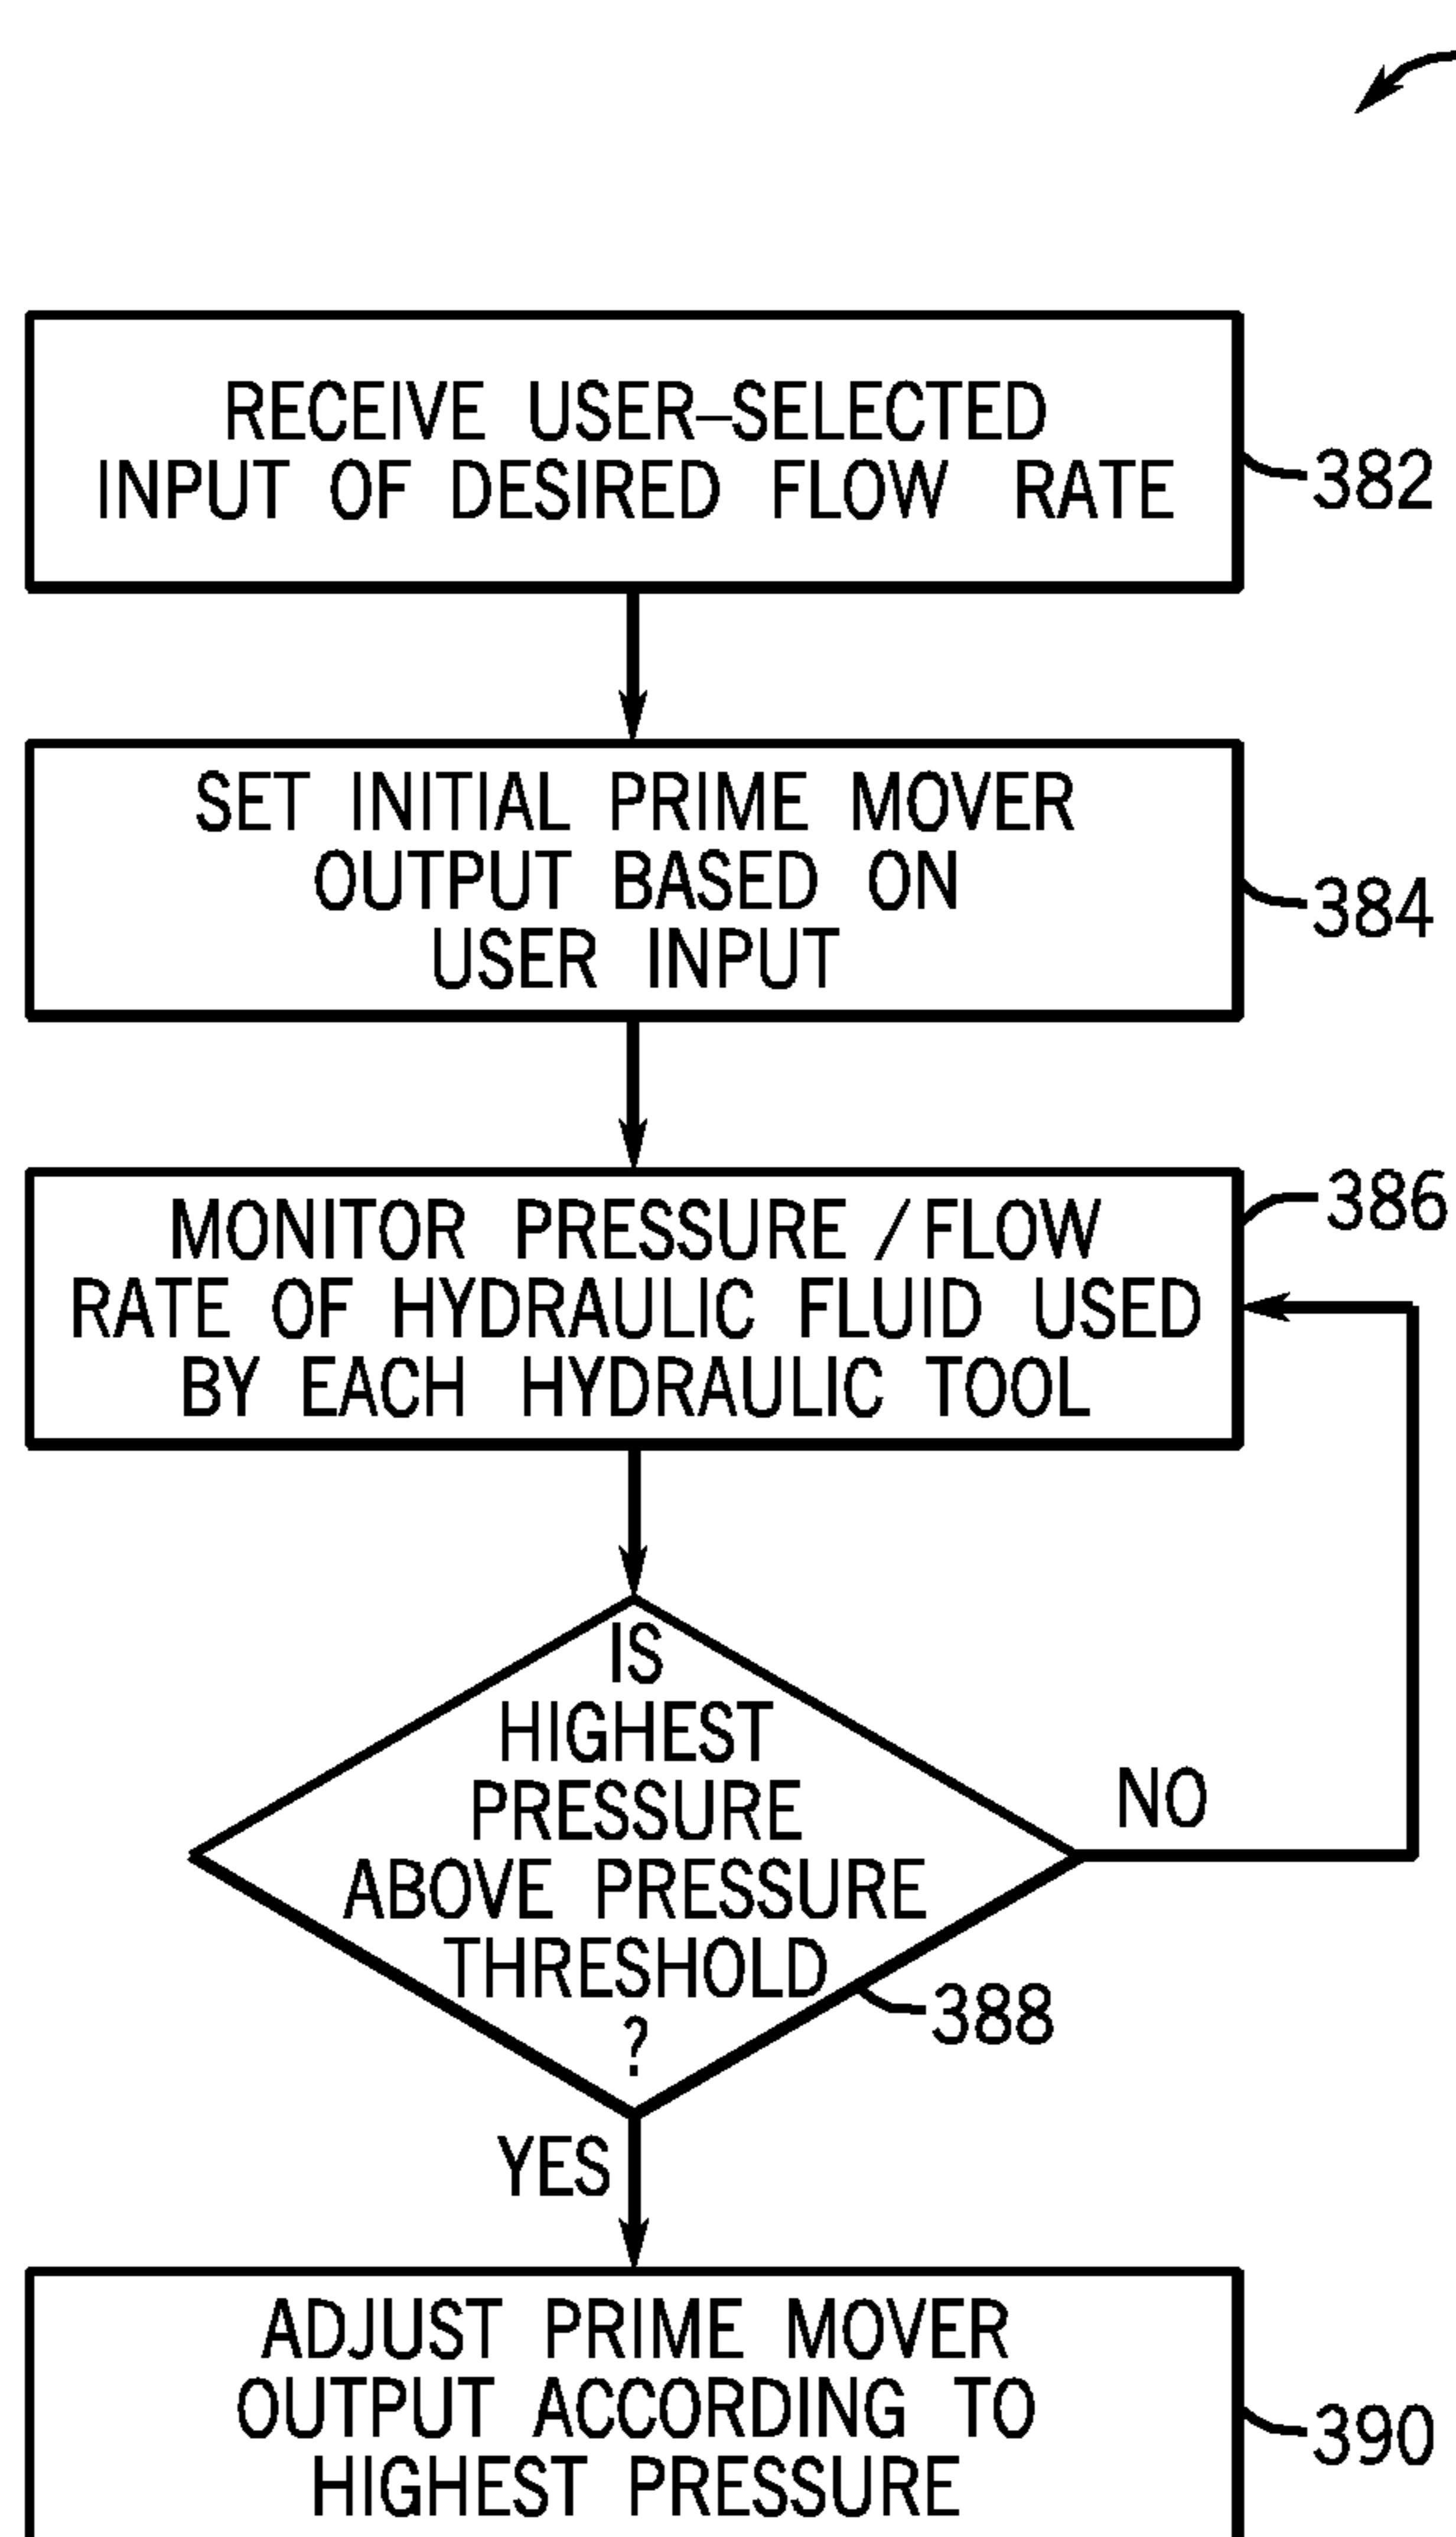 RECEIVE USER–SELECTED
INPUT OF DESIRED FLOW RATE
382
SET INITIAL PRIME MOVER
OUTPUT BASED ON
USER INPUT
384
MONITOR PRESSURE/FLOW
RATE OF HYDRAULIC FLUID USED
BY EACH HYDRAULIC TOOL
386
IS
HIGHEST
PRESSURE
ABOVE PRESSURE
THRESHOLD
?
388
NO
YES
ADJUST PRIME MOVER
OUTPUT ACCORDING TO
HIGHEST PRESSURE
390